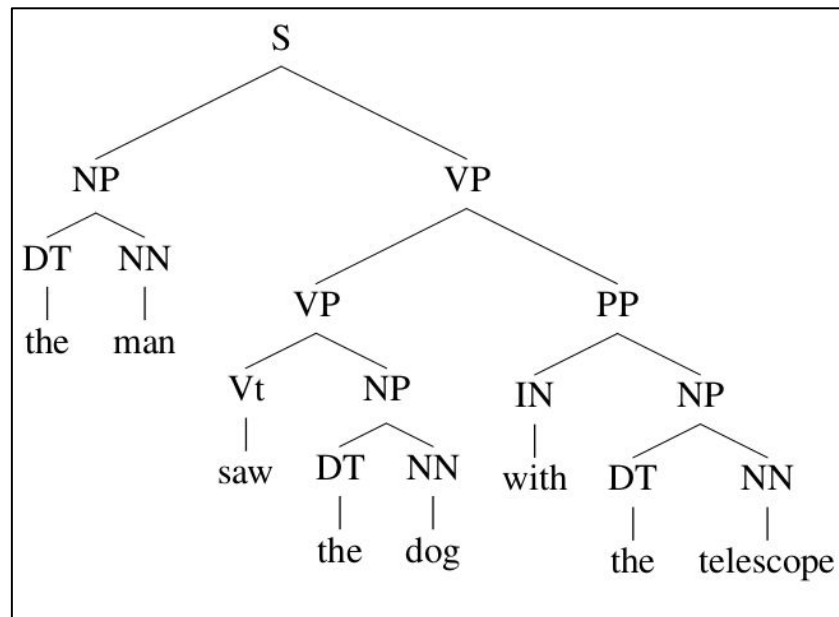 S
NP VP
DT NN VP PP
the man Vt NP IN NP
saw DT NN with DT NN
the dog the telescope